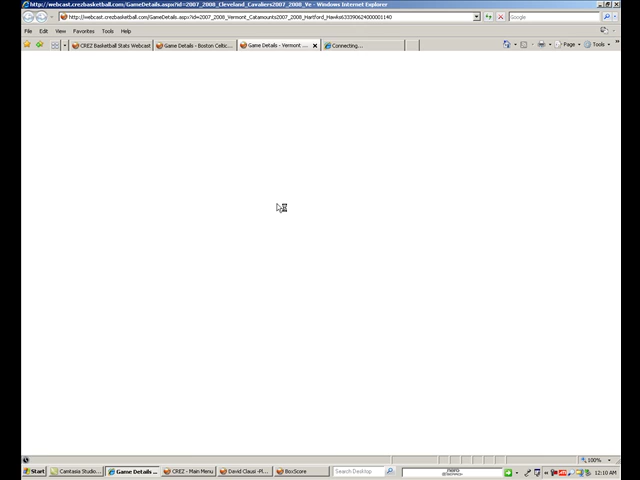 http://webcast.crezbasketball.com/GameDetails.aspx?id=2007_2008_Cleveland_Cavaliers2007_2008_Ye - Windows Internet Explorer
http://webcast.crezbasketball.com/GameDetails.aspx?id=2007_2008_Vermont_Catamounts2007_2008_Hartford_Hawks633390624000001140
Google
File Edit View Favorites Tools Help
CREZ Basketball Stats Webcast
Game Details - Boston Celtic...
Game Details - Vermont ...
Connecting...
Page
Tools
100%
Start
Camtasia Studio...
Game Details ...
CREZ - Main Menu
David Clausi -Pl...
BoxScore
Search Desktop
12:10 AM